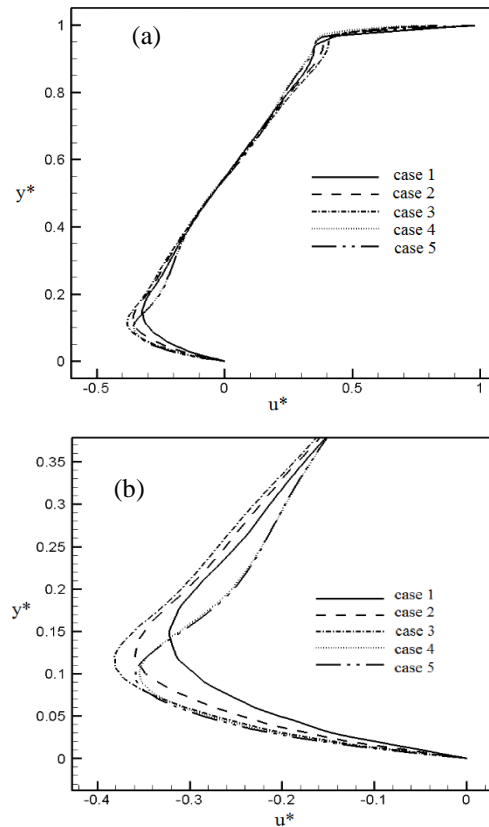 (a)
1
0.8
0.6
y*
0.4
0.2
0
case 1
case 2
case 3
case 4
case 5
-0.5
0
0.5
1
u*
(b)
0.35
0.3
0.25
0.2
y*
0.15
0.1
0.05
0
case 1
case 2
case 3
case 4
case 5
-0.4
-0.3
-0.2
-0.1
0
u*